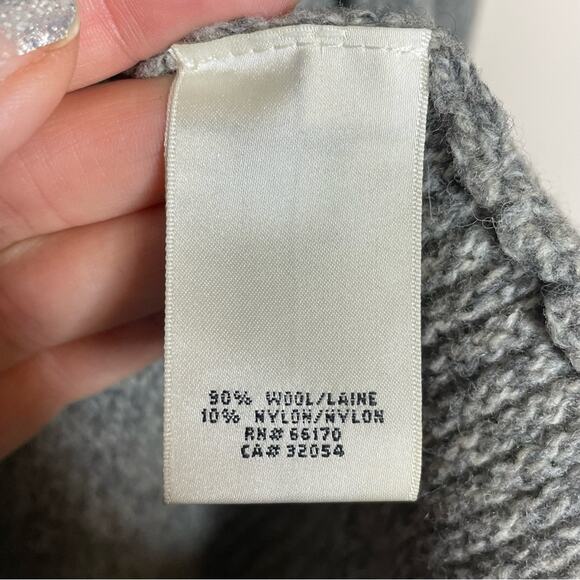 90% WOOL/LAINE
10% NYLON/NYLON
RN# 66170
CA# 32054